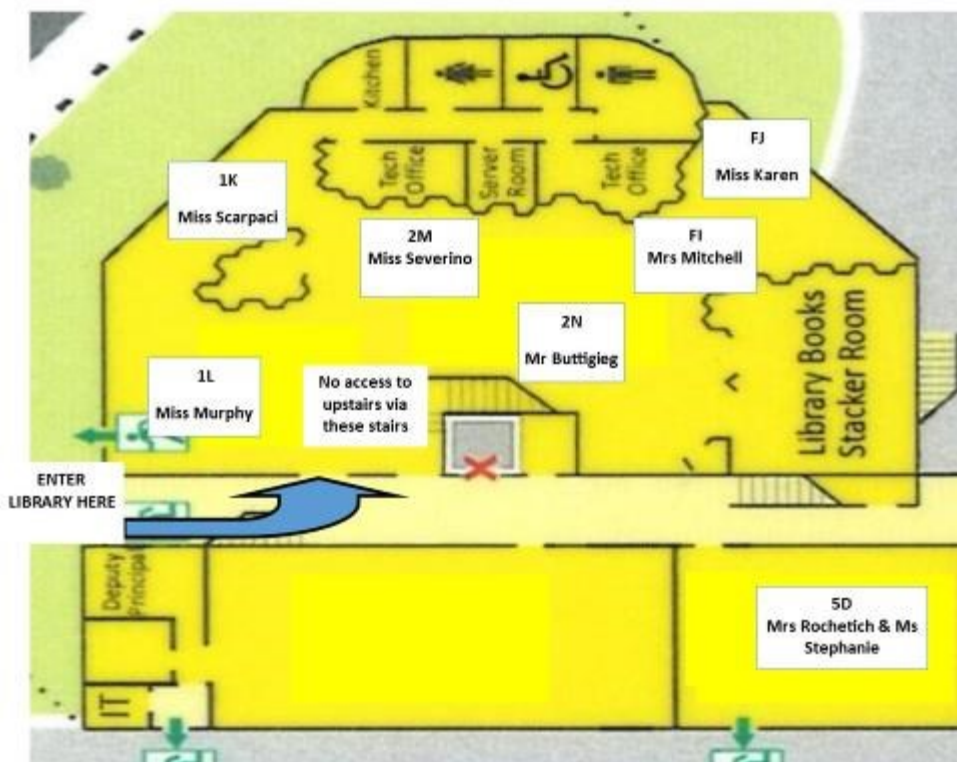 Kitchen
Tech
Office
Server
Room
Tech
Office
FJ
Miss Karen
1K
Miss Scarpaci
2M
Miss Severino
FI
Mrs Mitchell
2N
Mr Buttigieg
Library Books
Stacker Room
1L
Miss Murphy
No access to
upstairs via
these stairs
ENTER
LIBRARY HERE
Deputy
Principal
5D
Mrs Rochetich & Ms
Stephanie
IT